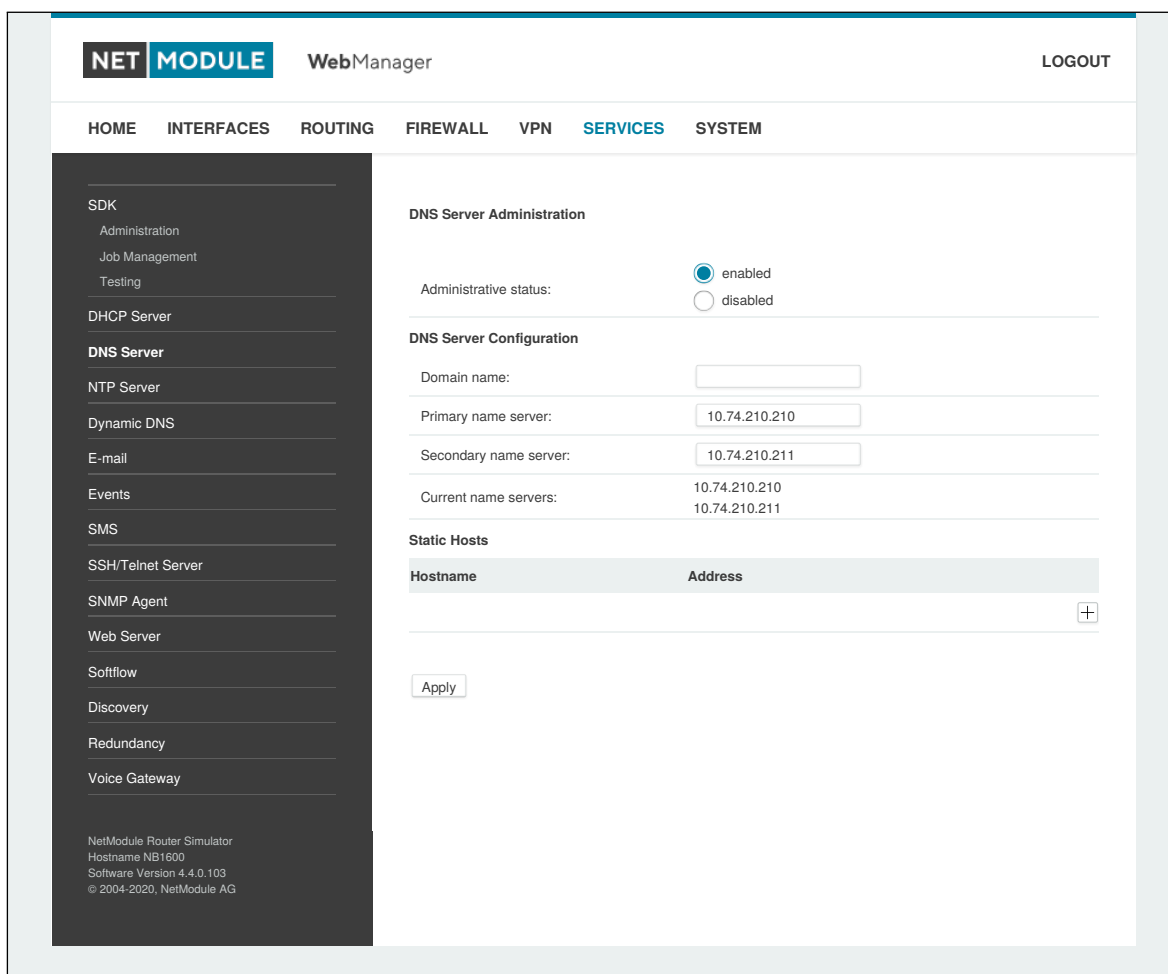 NET MODULE WebManager LOGOUT
HOME INTERFACES ROUTING FIREWALL VPN SERVICES SYSTEM
SDK
Administration
Job Management
Testing
DHCP Server
DNS Server
NTP Server
Dynamic DNS
E-mail
Events
SMS
SSH/Telnet Server
SNMP Agent
Web Server
Softflow
Discovery
Redundancy
Voice Gateway
NetModule Router Simulator
Hostname NB1600
Software Version 4.4.0.103
© 2004-2020, NetModule AG
DNS Server Administration
Administrative status:
enabled
disabled
DNS Server Configuration
Domain name:
Primary name server: 10.74.210.210
Secondary name server: 10.74.210.211
Current name servers:
10.74.210.210
10.74.210.211
Static Hosts
Hostname Address
Apply